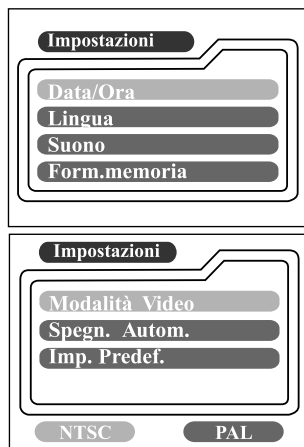 Impostazioni
Data/Ora
Lingua
Suono
Form.memoria
Impostazioni
Modalità Video
Spegn. Autom.
Imp. Predef.
NTSC PAL